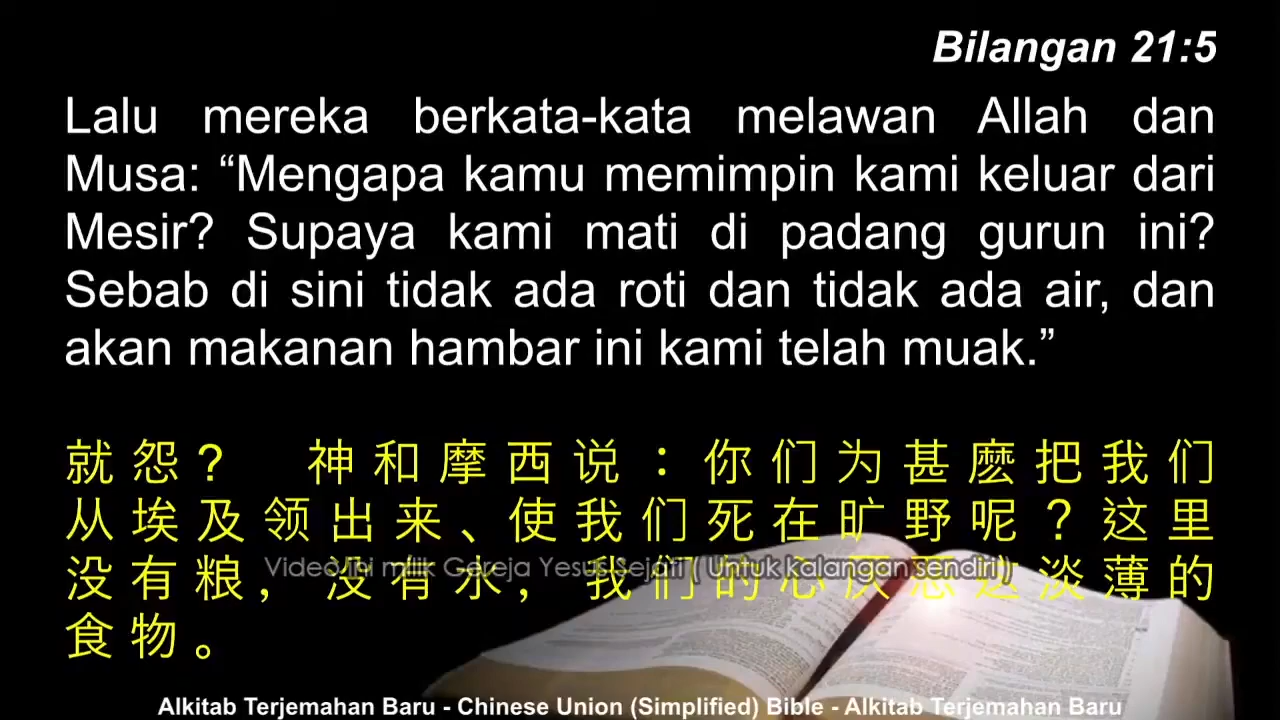 Bilangan 21:5
Lalu mereka berkata-kata melawan Allah dan
Musa: “Mengapa kamu memimpin kami keluar dari
Mesir? Supaya kami mati di padang gurun ini?
Sebab di sini tidak ada roti dan tidak ada air, dan
akan makanan hambar ini kami telah muak.”
就怨? 神和摩西说：你们为甚麽把我们
从埃及领出来、使我们死在旷野呢？这里
没有粮，没有水，我们的心厌恶这淡薄的
Video ini milik Gereja Yesus Sejati ( Untuk kalangan sendiri )
食物。
Alkitab Terjemahan Baru - Chinese Union (Simplified) Bible - Alkitab Terjemahan Baru